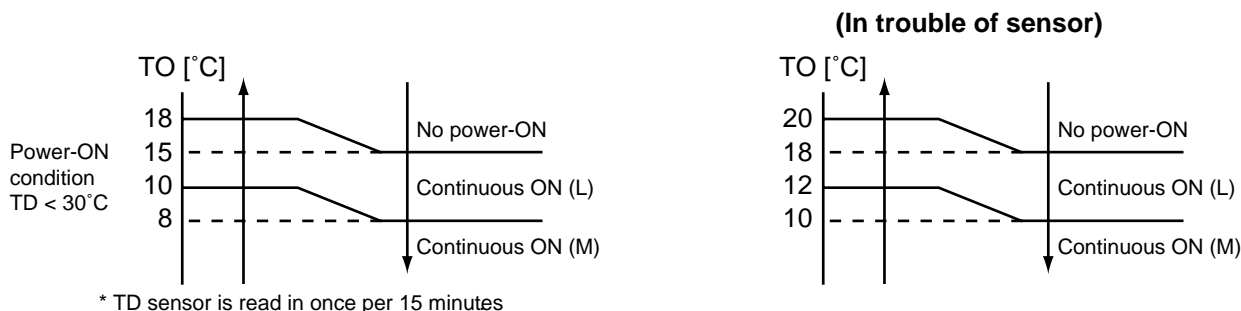 (In trouble of sensor)
TO [˚C]
18
15
10
8
Power-ON
condition
TD < 30˚C
No power-ON
Continuous ON (L)
Continuous ON (M)
* TD sensor is read in once per 15 minutes
TO [˚C]
20
18
12
10
No power-ON
Continuous ON (L)
Continuous ON (M)